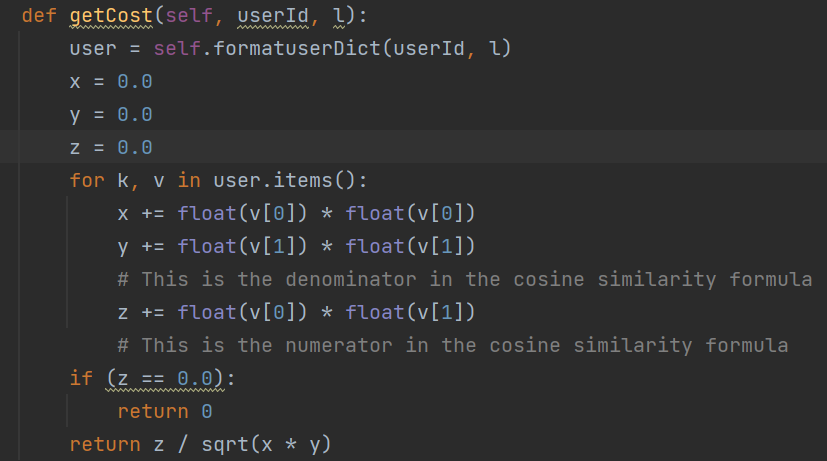 def getCost(self, userId, l):
    user = self.formatuserDict(userId, l)
    x = 0.0
    y = 0.0
    z = 0.0
    for k, v in user.items():
        x += float(v[0]) * float(v[0])
        y += float(v[1]) * float(v[1])
        # This is the denominator in the cosine similarity formula
        z += float(v[0]) * float(v[1])
        # This is the numerator in the cosine similarity formula
    if (z == 0.0):
        return 0
    return z / sqrt(x * y)